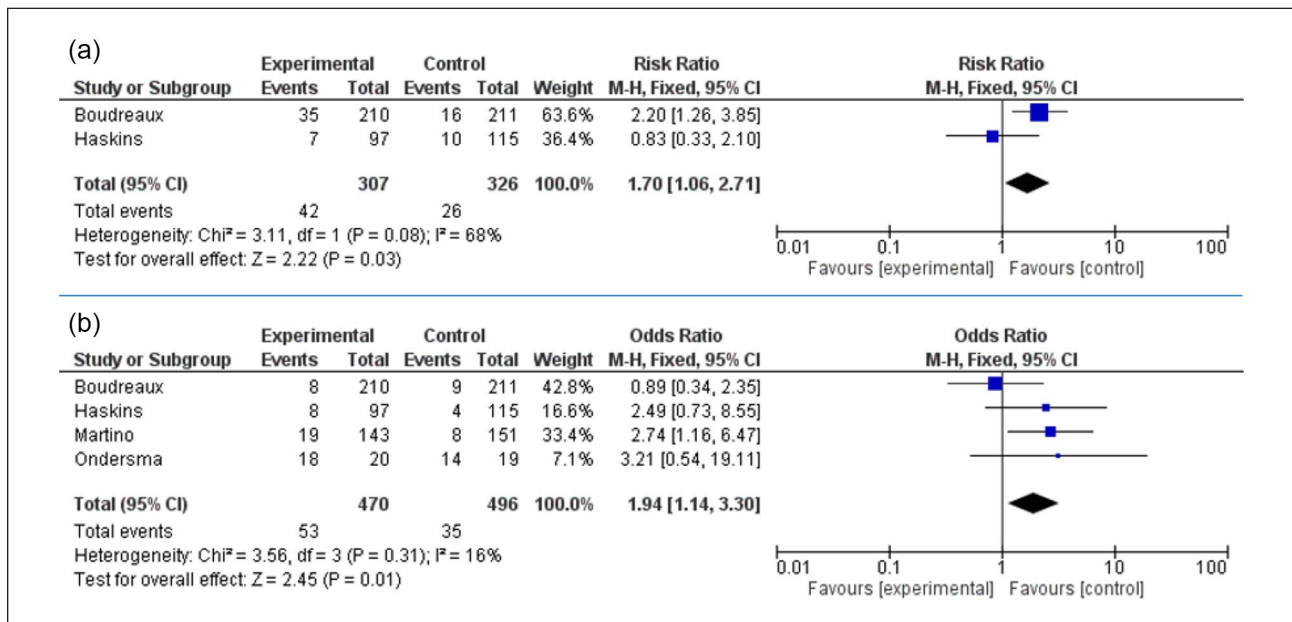 (a)
Experimental Control Risk Ratio Risk Ratio
Study or Subgroup Events Total Events Total Weight M-H, Fixed, 95% CI M-H, Fixed, 95% CI
Boudreaux 35 210 16 211 63.6% 2.20 [1.26, 3.85]
Haskins 7 97 10 115 36.4% 0.83 [0.33, 2.10]
Total (95% CI) 307 326 100.0% 1.70 [1.06, 2.71]
Total events 42 26
Heterogeneity: Chi² = 3.11, df = 1 (P = 0.08); I² = 68%
Test for overall effect: Z = 2.22 (P = 0.03)
0.01 0.1 1 10 100
Favours [experimental] Favours [control]
(b)
Experimental Control Odds Ratio Odds Ratio
Study or Subgroup Events Total Events Total Weight M-H, Fixed, 95% CI M-H, Fixed, 95% CI
Boudreaux 8 210 9 211 42.8% 0.89 [0.34, 2.35]
Haskins 8 97 4 115 16.6% 2.49 [0.73, 8.55]
Martino 19 143 8 151 33.4% 2.74 [1.16, 6.47]
Ondersma 18 20 14 19 7.1% 3.21 [0.54, 19.11]
Total (95% CI) 470 496 100.0% 1.94 [1.14, 3.30]
Total events 53 35
Heterogeneity: Chi² = 3.56, df = 3 (P = 0.31); I² = 16%
Test for overall effect: Z = 2.45 (P = 0.01)
0.01 0.1 1 10 100
Favours [experimental] Favours [control]